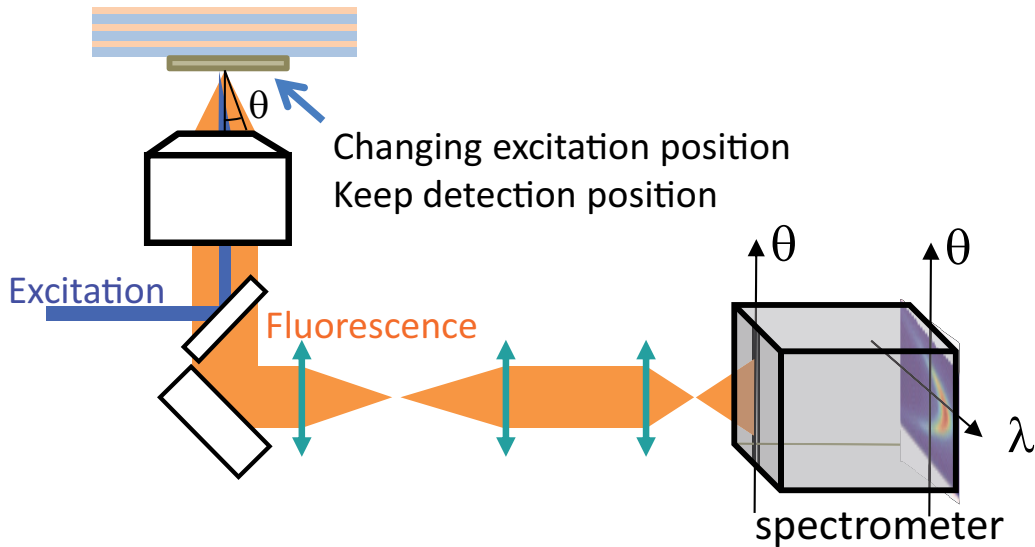 θ
Changing excitation position
Keep detection position
θ
θ
Excitation
Fluorescence
λ
spectrometer